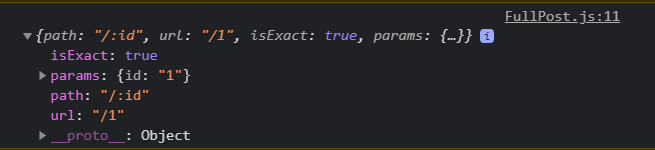 FullPost.js:11
▼{path: "/:id", url: "/1", isExact: true, params: {…}} i
isExact: true
▶params: {id: "1"}
path: "/:id"
url: "/1"
▶__proto__: Object